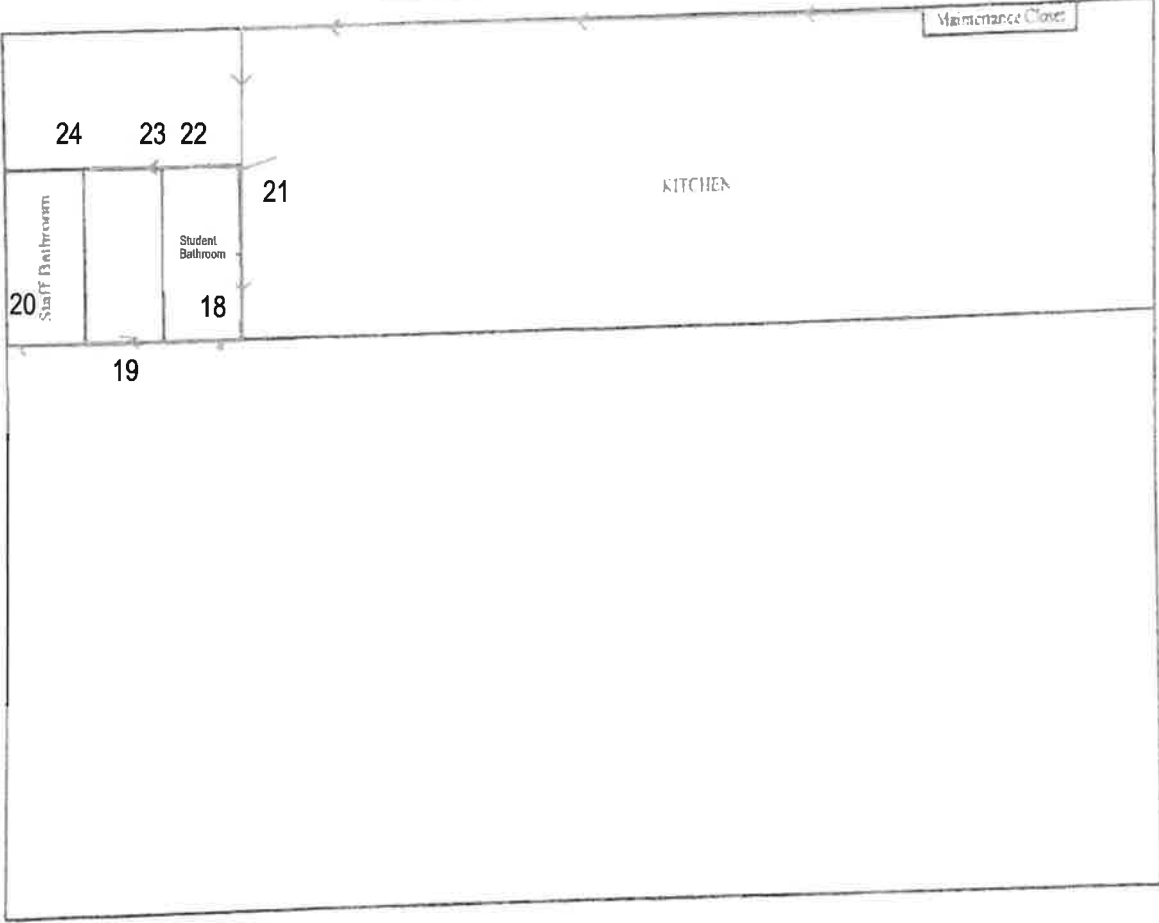 Maintenance Closet
24 23 22
21
KITCHEN
Staff Bathroom
Student
Bathroom
20
18
19